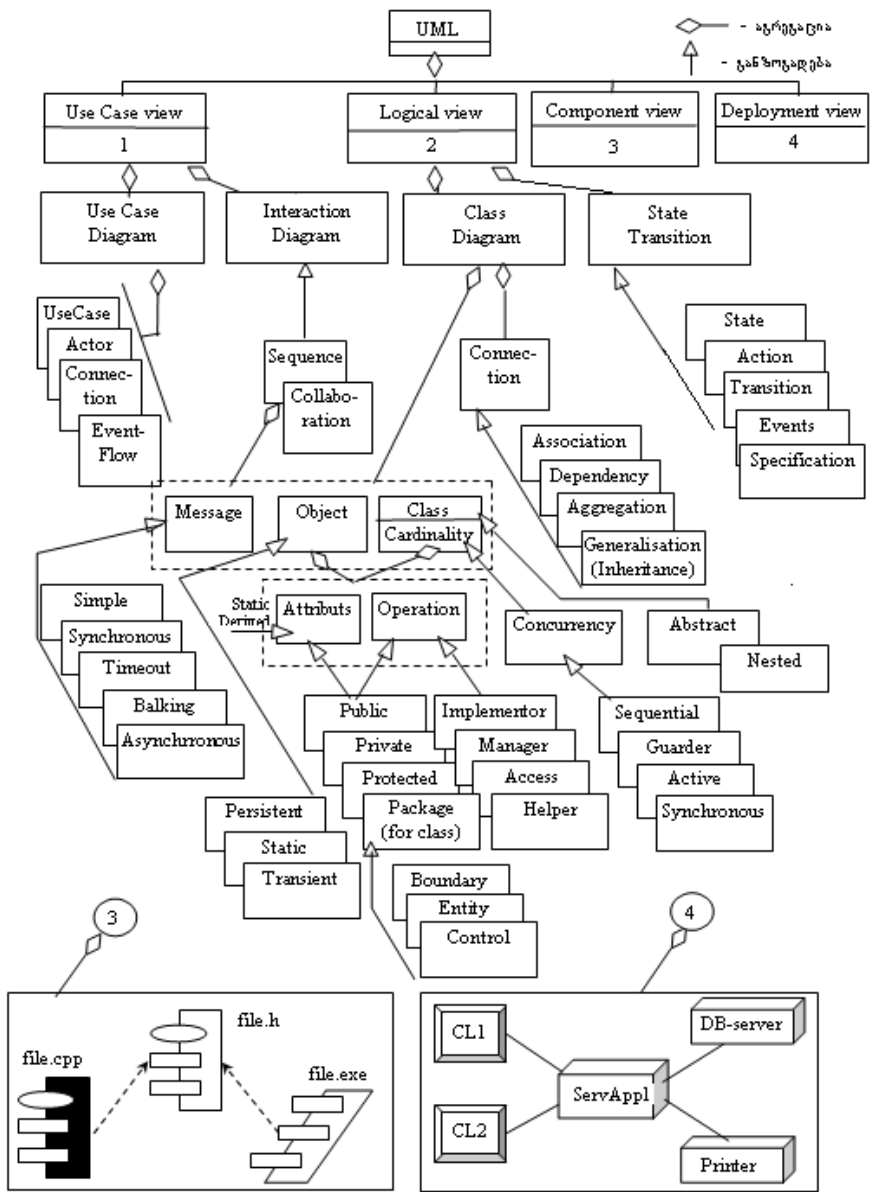 UML
- აგრეგაცია
- განზოგადება
Use Case view
1
Logical view
2
Component view
3
Deployment view
4
Use Case
Diagram
Interaction
Diagram
Class
Diagram
State
Transition
UseCase
Actor
Connec-
tion
Event-
Flow
Sequence
Collabo-
ration
Connec-
tion
State
Action
Transition
Events
Specification
Association
Dependency
Aggregation
Generalisation
(Inheritance)
Message
Object
Class
Cardinality
Static
Derined
Attributs
Operation
Concurrency
Abstract
Nested
Simple
Synchronous
Timeout
Balking
Asynchrronous
Public
Private
Protected
Package
(for class)
Implementor
Manager
Access
Helper
Sequential
Guarder
Active
Synchronous
Persistent
Static
Transient
Boundary
Entity
Control
3
4
file.h
file.cpp
file.exe
CL1
CL2
ServAppl
DB-server
Printer